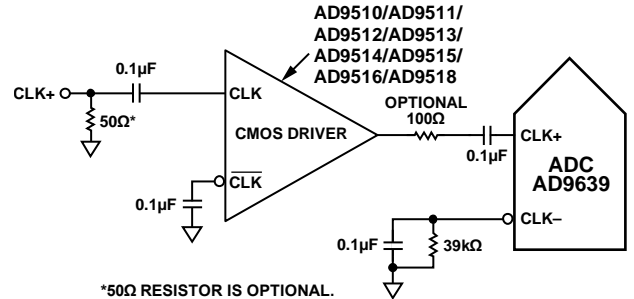 AD9510/AD9511/
AD9512/AD9513/
AD9514/AD9515/
AD9516/AD9518
0.1µF
OPTIONAL
100Ω
CLK+
CLK
50Ω*
CMOS DRIVER
0.1µF
CLK+
ADC
AD9639
CLK
0.1µF
CLK–
0.1µF
39kΩ
*50Ω RESISTOR IS OPTIONAL.